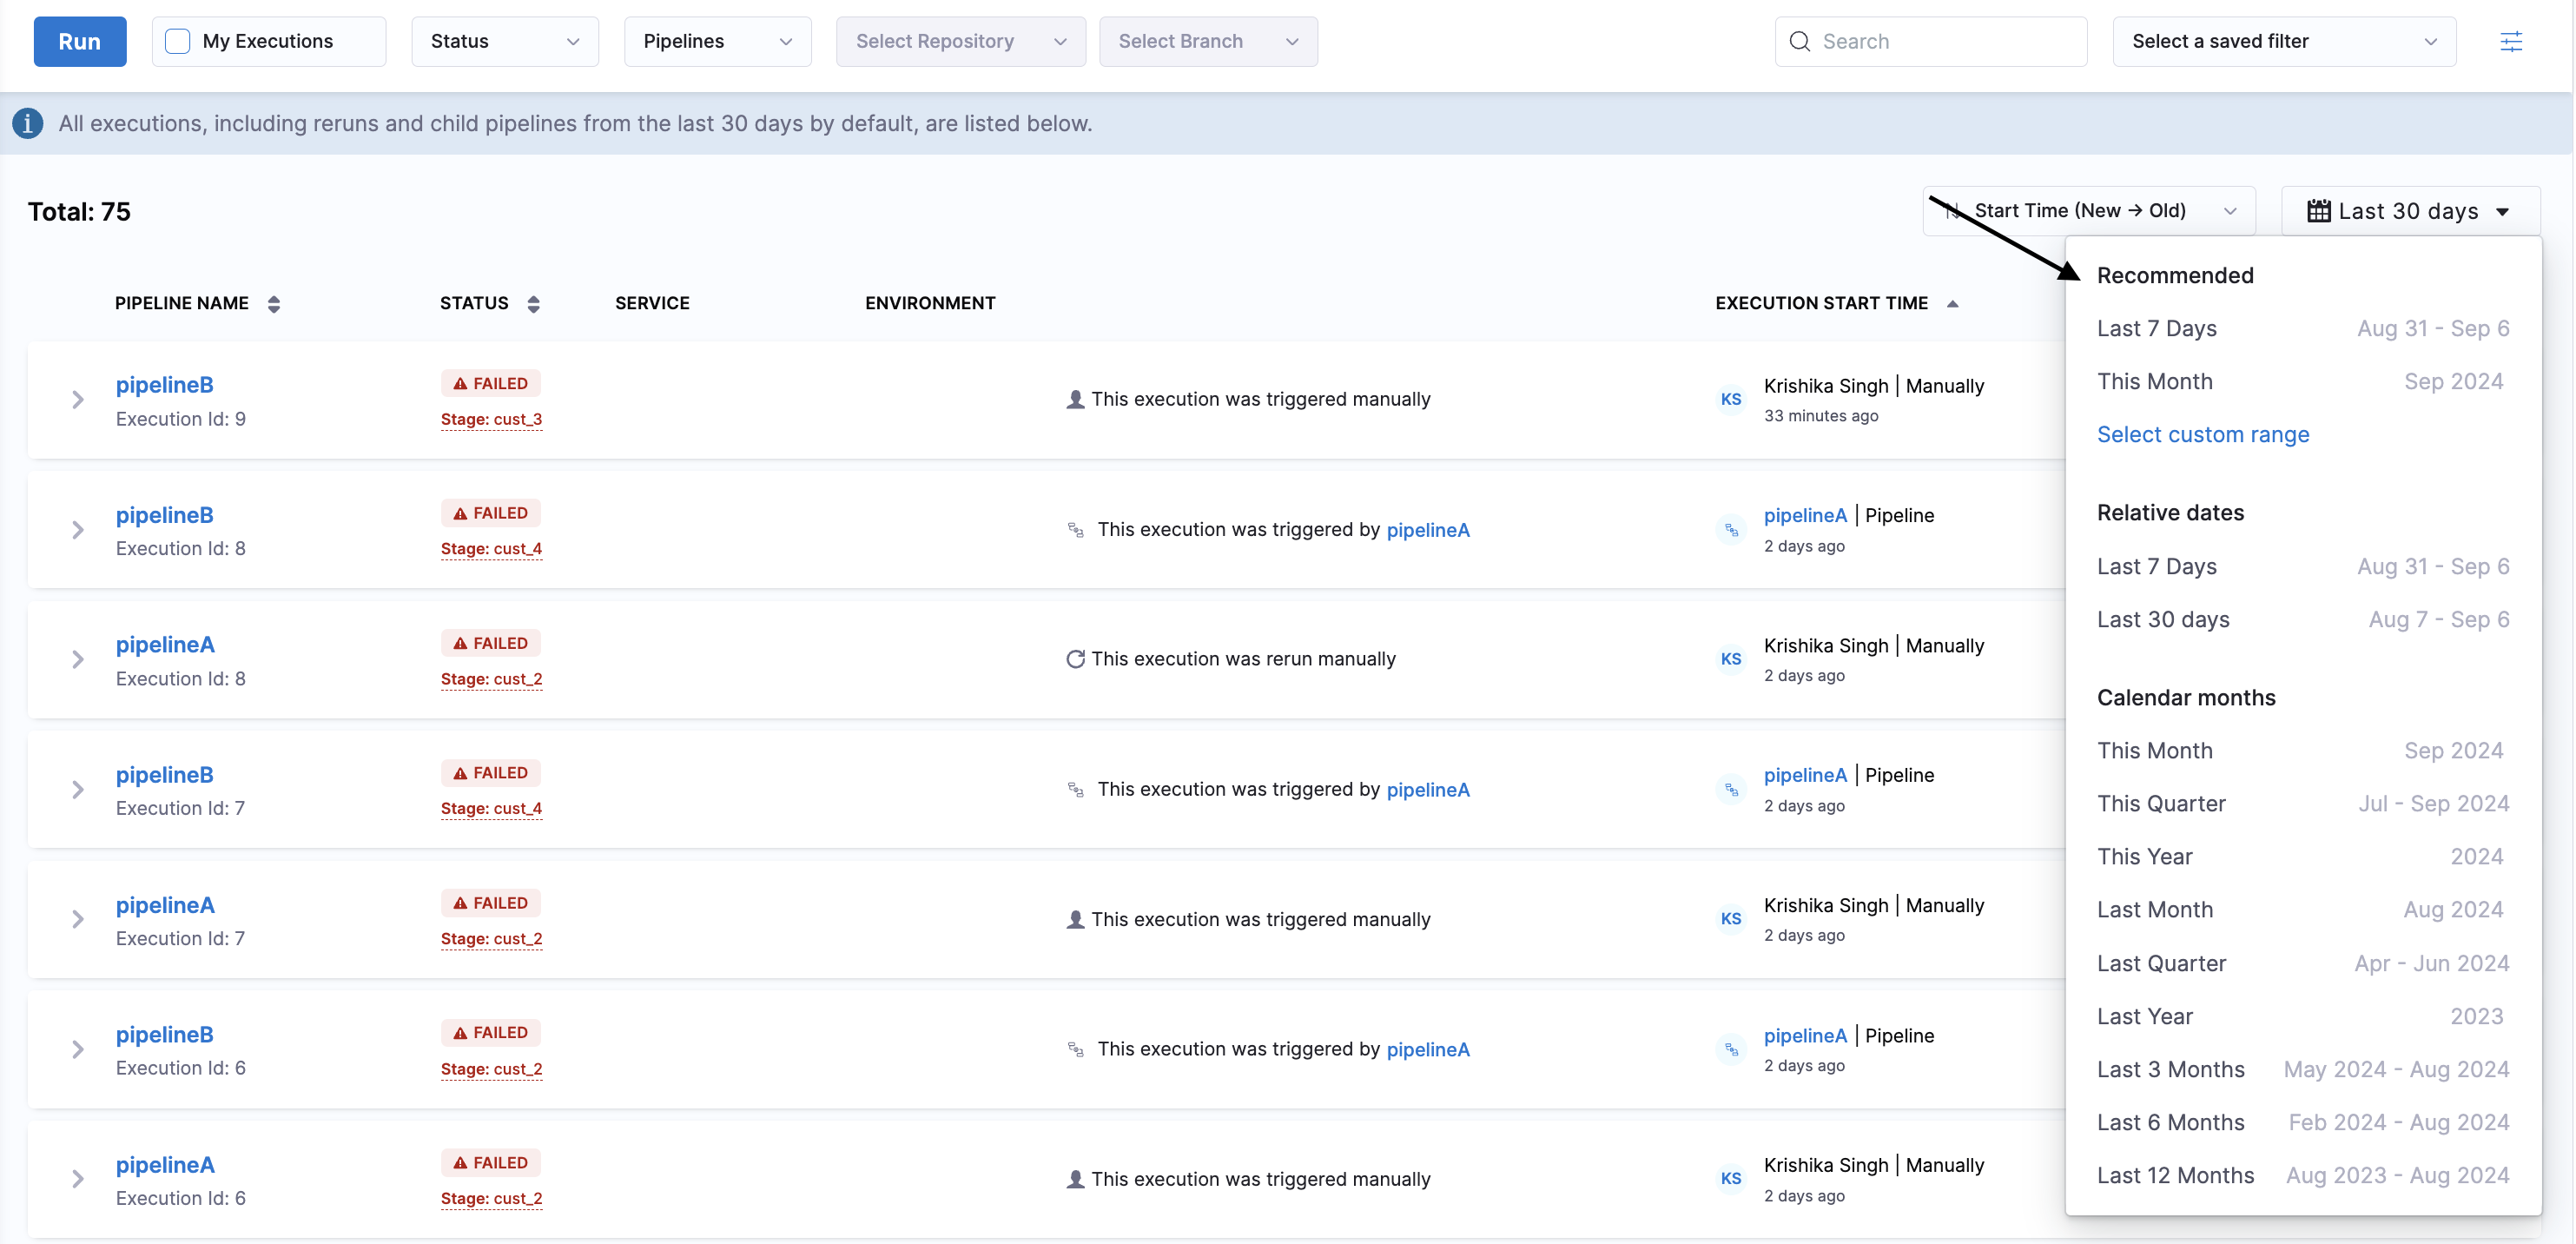 Run
My Executions
Status
Pipelines
Select Repository
Select Branch
Search
Select a saved filter
All executions, including reruns and child pipelines from the last 30 days by default, are listed below.
Total: 75
Start Time (New → Old)
Last 30 days
PIPELINE NAME
STATUS
SERVICE
ENVIRONMENT
EXECUTION START TIME
pipelineB
Execution Id: 9
FAILED
Stage: cust_3
This execution was triggered manually
KS
Krishika Singh | Manually
33 minutes ago
pipelineB
Execution Id: 8
FAILED
Stage: cust_4
This execution was triggered by pipelineA
pipelineA | Pipeline
2 days ago
pipelineA
Execution Id: 8
FAILED
Stage: cust_2
This execution was rerun manually
KS
Krishika Singh | Manually
2 days ago
pipelineB
Execution Id: 7
FAILED
Stage: cust_4
This execution was triggered by pipelineA
pipelineA | Pipeline
2 days ago
pipelineA
Execution Id: 7
FAILED
Stage: cust_2
This execution was triggered manually
KS
Krishika Singh | Manually
2 days ago
pipelineB
Execution Id: 6
FAILED
Stage: cust_2
This execution was triggered by pipelineA
pipelineA | Pipeline
2 days ago
pipelineA
Execution Id: 6
FAILED
Stage: cust_2
This execution was triggered manually
KS
Krishika Singh | Manually
2 days ago
Recommended
Last 7 Days Aug 31 - Sep 6
This Month Sep 2024
Select custom range
Relative dates
Last 7 Days Aug 31 - Sep 6
Last 30 days Aug 7 - Sep 6
Calendar months
This Month Sep 2024
This Quarter Jul - Sep 2024
This Year 2024
Last Month Aug 2024
Last Quarter Apr - Jun 2024
Last Year 2023
Last 3 Months May 2024 - Aug 2024
Last 6 Months Feb 2024 - Aug 2024
Last 12 Months Aug 2023 - Aug 2024